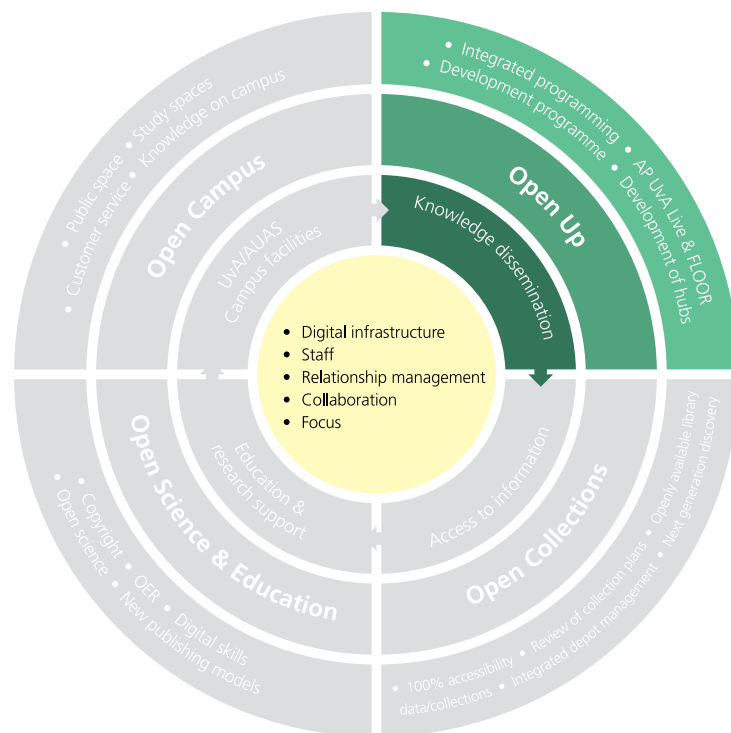 • Public space • Study spaces
• Customer service • Knowledge on campus
Open Campus
UvA/AUAS
Campus facilities
• Integrated programming • AP UvA Live & FLOOR
• Development programme • Development of hubs
Open Up
Knowledge dissemination
• Digital infrastructure
• Staff
• Relationship management
• Collaboration
• Focus
Education &
research support
Open Science & Education
• Copyright • OER • Digital skills
• Open science • New publishing models
Access to information
Open Collections
• 100% accessibility • Review of collection plans • Openly available library
data/collections • Integrated depot management • Next generation discovery